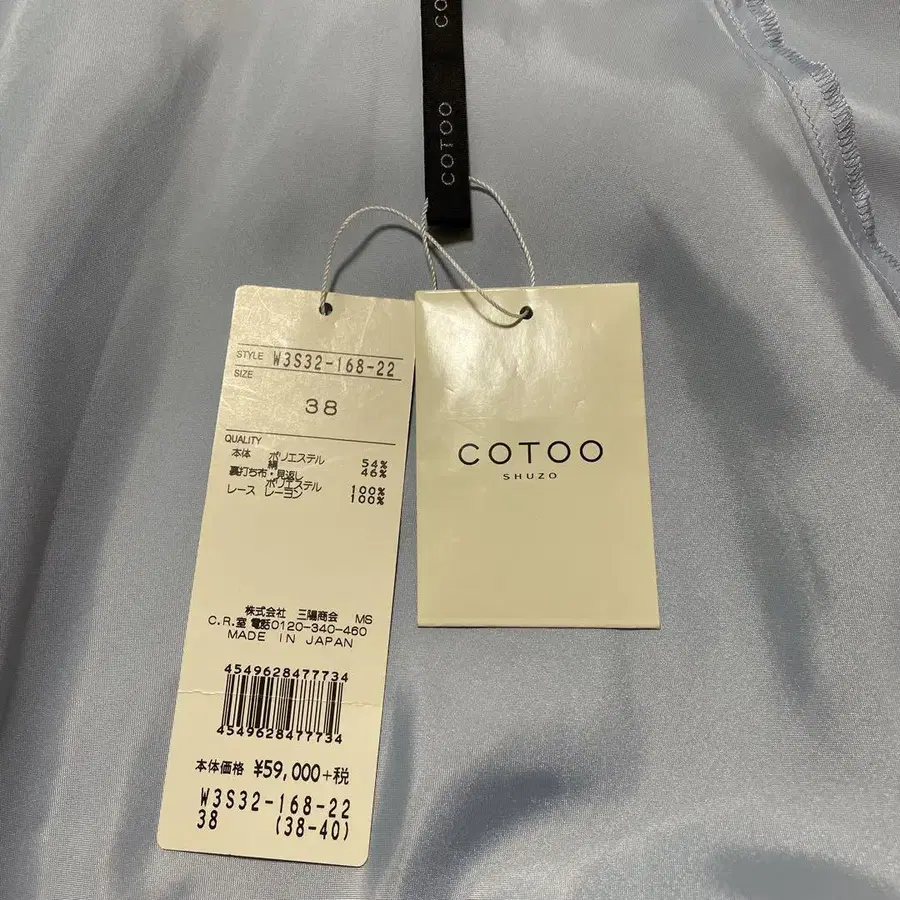 CO
COTOO
STYLE W3S32-168-22
SIZE
38
QUALITY
本体 ポリエステル 54%
絹 46%
裏打ち布・見返し
ポリエステル 100%
レース レーヨン 100%
株式会社 三陽商会 MS
C.R.室 電話0120-340-460
MADE IN JAPAN
4549628477734
4549628477734
本体価格 ¥59,000+税
W3S32-168-22
38 (38-40)
COTOO
SHUZO